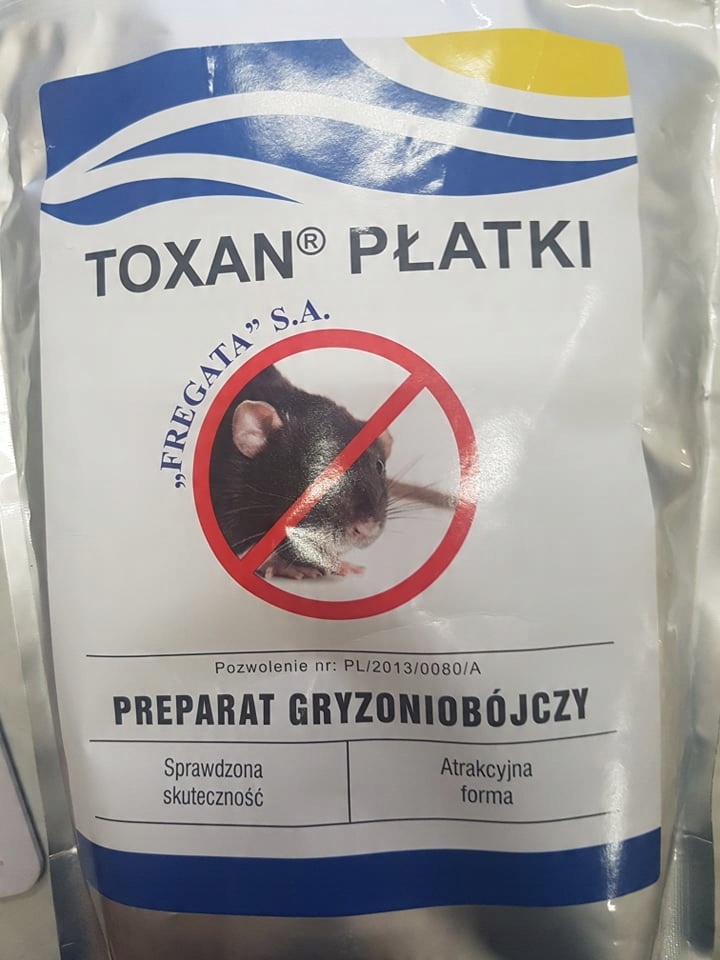 TOXAN® PŁATKI
„FREGATA” S.A.
Pozwolenie nr: PL/2013/0080/A
PREPARAT GRYZONIOBÓJCZY
Sprawdzona
skuteczność
Atrakcyjna
forma